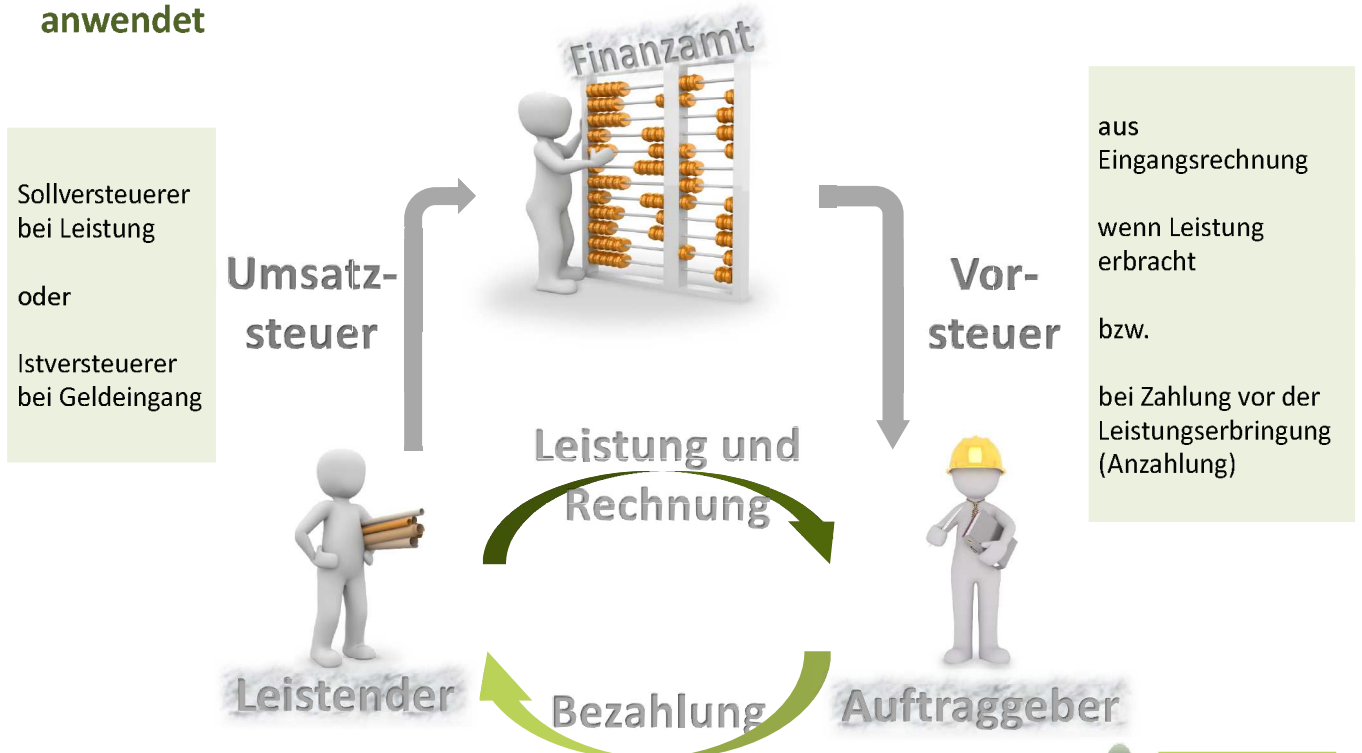 anwendet
Finanzamt
Sollversteuerer
bei Leistung
oder
Istversteuerer
bei Geldeingang
Umsatz-
steuer
Vor-
steuer
aus
Eingangsrechnung
wenn Leistung
erbracht
bzw.
bei Zahlung vor der
Leistungserbringung
(Anzahlung)
Leistung und
Rechnung
Leistender
Bezahlung
Auftraggeber